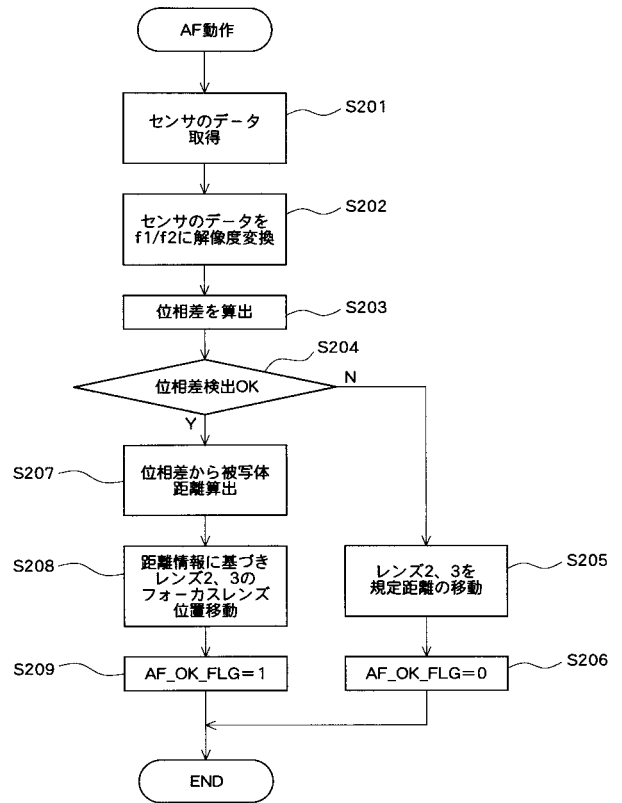 AF動作
センサのデータ
取得
S201
センサのデータを
f1/f2に解像度変換
S202
位相差を算出
S203
S204
位相差検出OK
N
Y
S207
位相差から被写体
距離算出
S208
距離情報に基づき
レンズ2、3の
フォーカスレンズ
位置移動
レンズ2、3を
規定距離の移動
S205
S209
AF_OK_FLG=1
AF_OK_FLG=0
S206
END